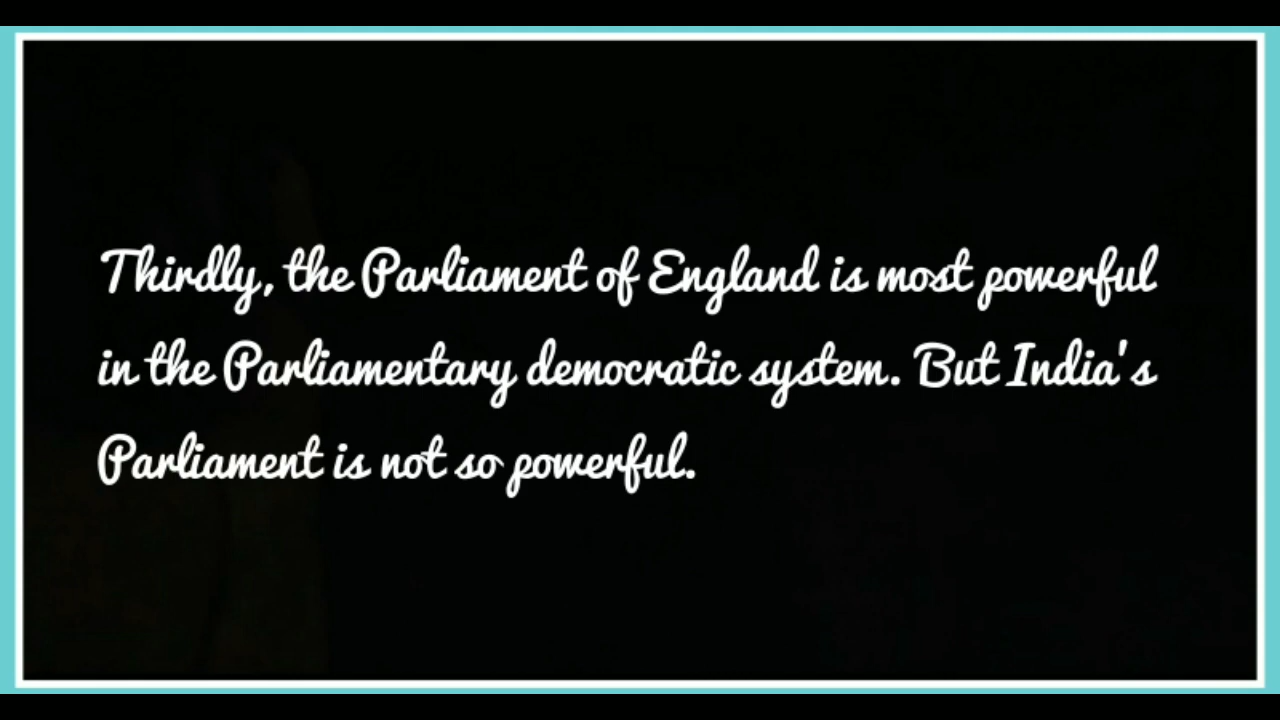 Thirdly, the Parliament of England is most powerful
in the Parliamentary democratic system. But India's
Parliament is not so powerful.